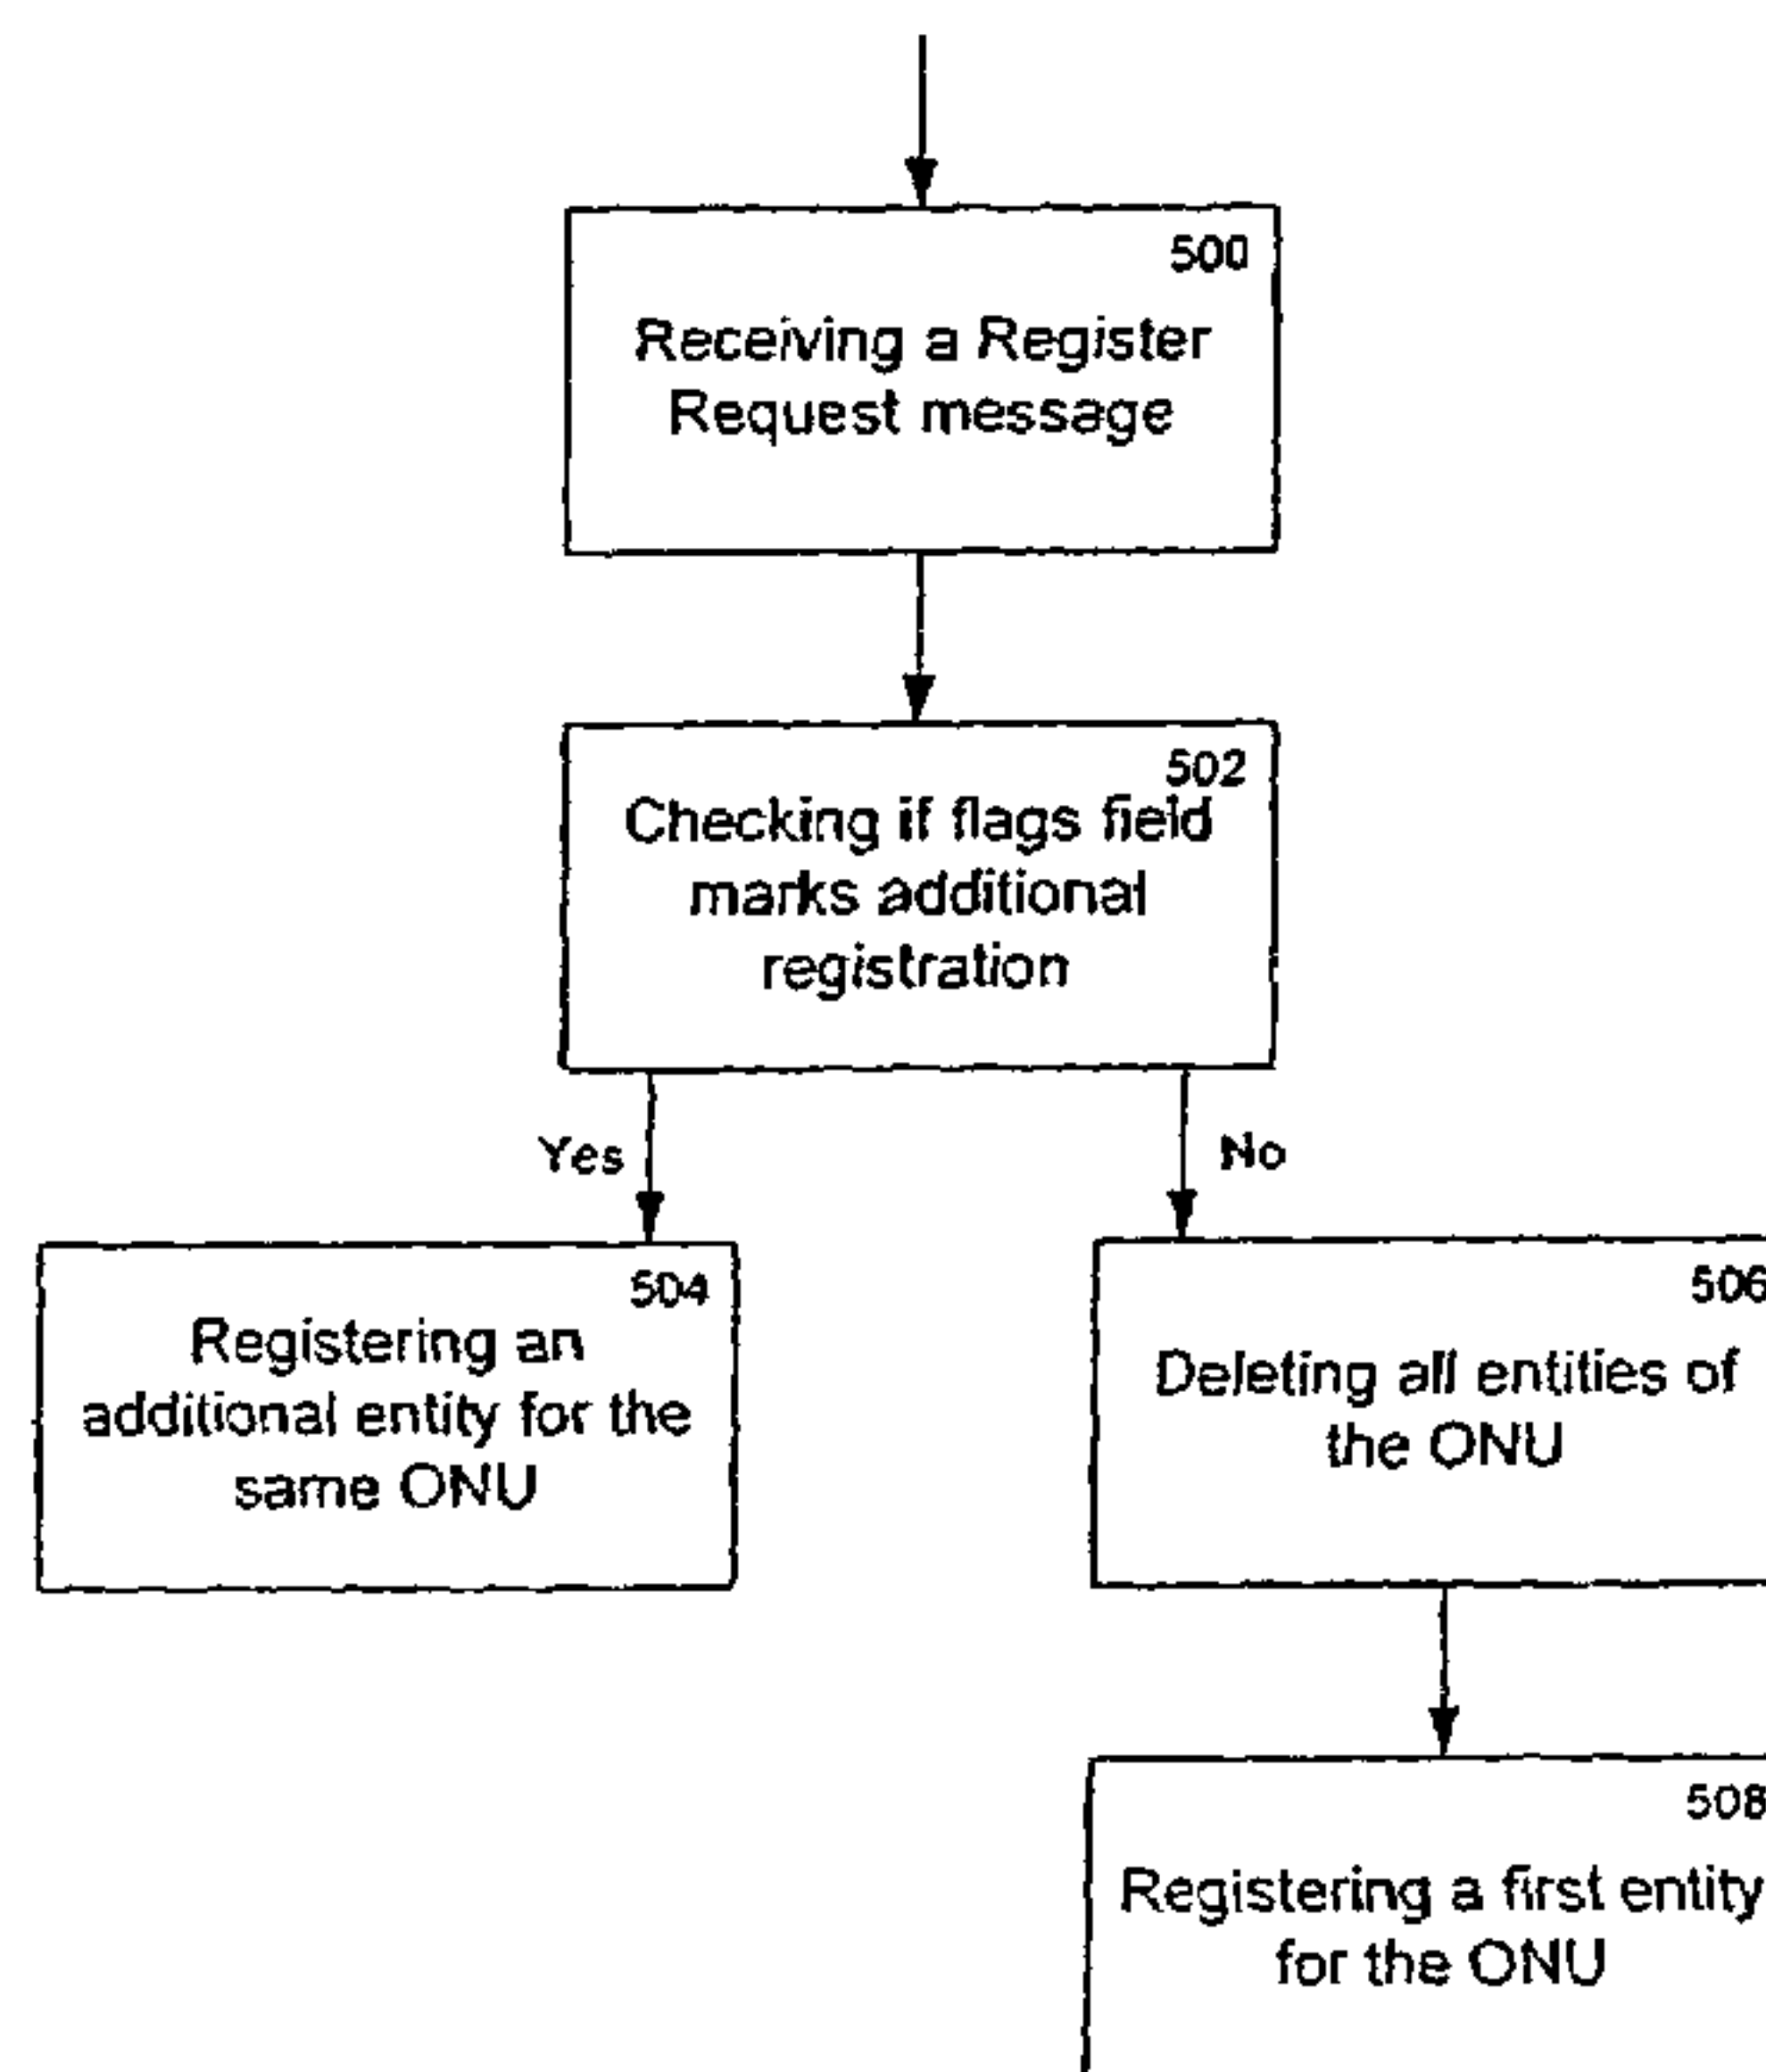 500
Receiving a Register
Request message
502
Checking if flags field
marks additional
registration
Yes
No
504
Registering an
additional entity for the
same ONU
506
Deleting all entities of
the ONU
508
Registering a first entity
for the ONU